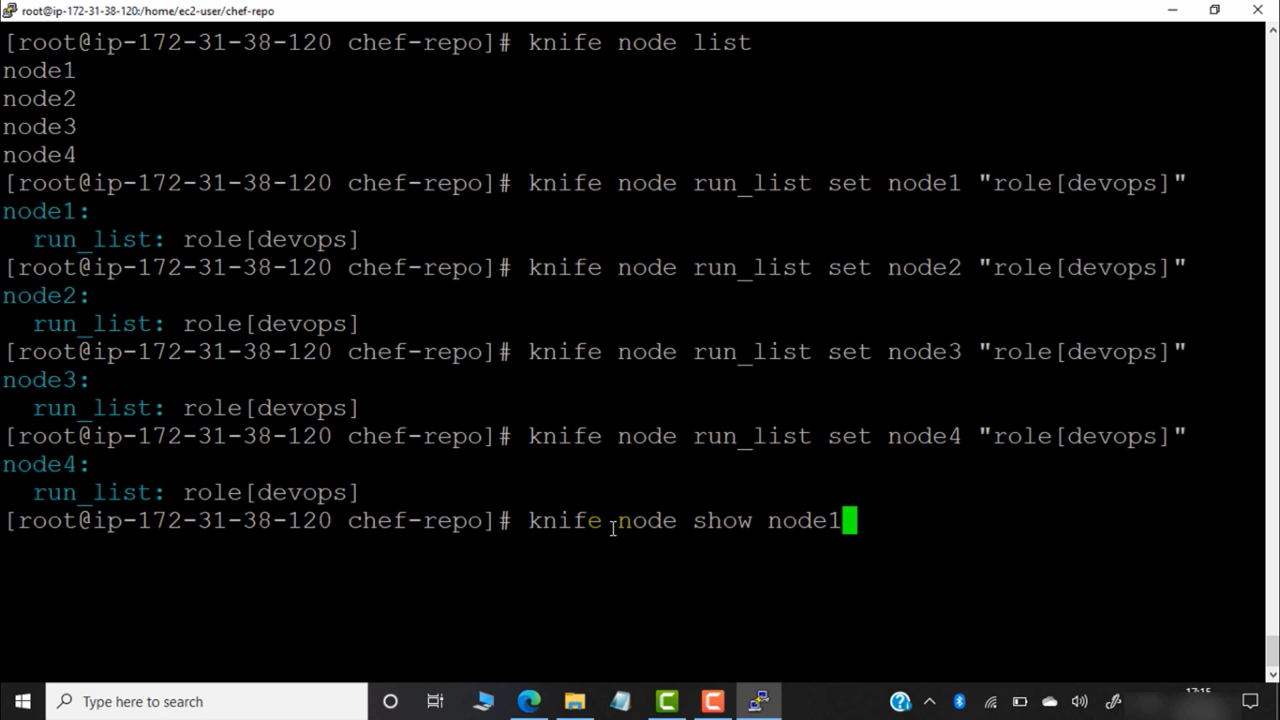 root@ip-172-31-38-120:/home/ec2-user/chef-repo
[root@ip-172-31-38-120 chef-repo]# knife node list
node1
node2
node3
node4
[root@ip-172-31-38-120 chef-repo]# knife node run_list set node1 "role[devops]"
node1:
  run_list: role[devops]
[root@ip-172-31-38-120 chef-repo]# knife node run_list set node2 "role[devops]"
node2:
  run_list: role[devops]
[root@ip-172-31-38-120 chef-repo]# knife node run_list set node3 "role[devops]"
node3:
  run_list: role[devops]
[root@ip-172-31-38-120 chef-repo]# knife node run_list set node4 "role[devops]"
node4:
  run_list: role[devops]
[root@ip-172-31-38-120 chef-repo]# knife node show node1
Type here to search
17:15